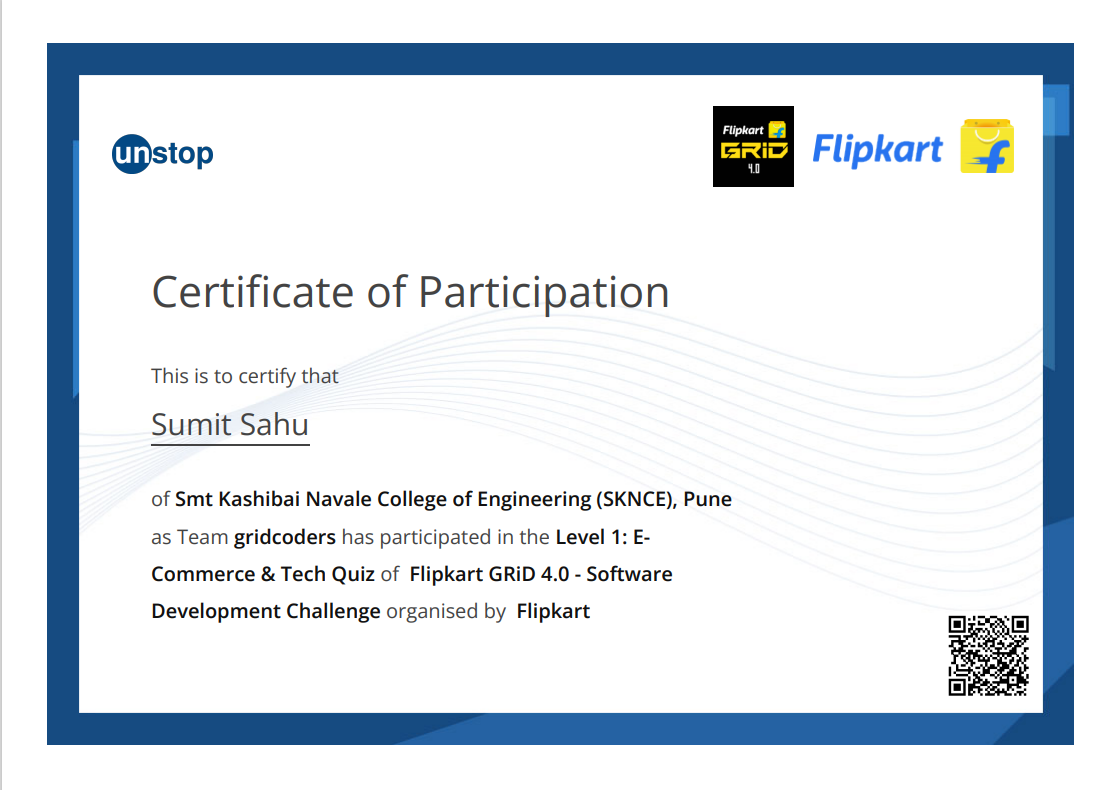 unstop
Flipkart
GRiD
4.0
Flipkart
Certificate of Participation
This is to certify that
Sumit Sahu
of Smt Kashibai Navale College of Engineering (SKNCE), Pune
as Team gridcoders has participated in the Level 1: E-
Commerce & Tech Quiz of Flipkart GRiD 4.0 - Software
Development Challenge organised by Flipkart